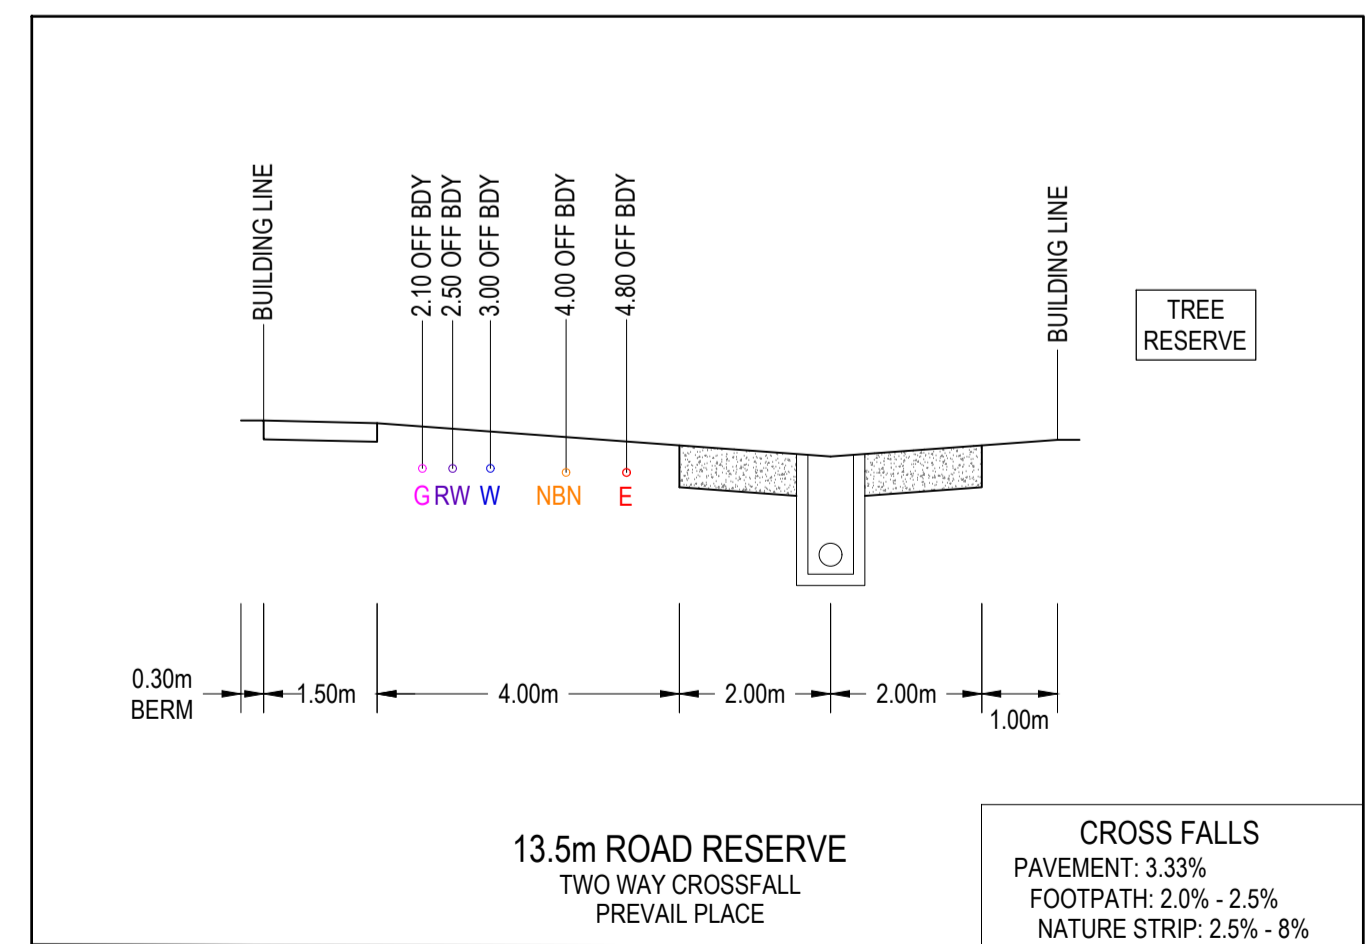 BUILDING LINE
2.10 OFF BDY
2.50 OFF BDY
3.00 OFF BDY
4.00 OFF BDY
4.80 OFF BDY
BUILDING LINE
TREE
RESERVE
G RW W NBN E
0.30m
BERM
1.50m
4.00m
2.00m
2.00m
1.00m
13.5m ROAD RESERVE
TWO WAY CROSSFALL
PREVAIL PLACE
CROSS FALLS
PAVEMENT: 3.33%
FOOTPATH: 2.0% - 2.5%
NATURE STRIP: 2.5% - 8%